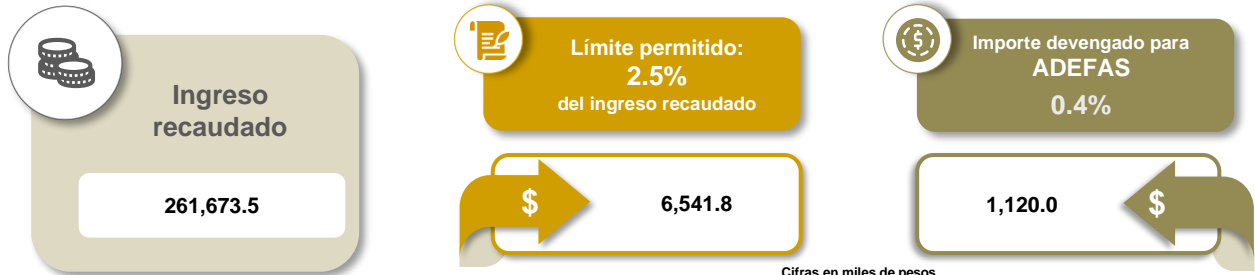 Ingreso
recaudado
261,673.5
Límite permitido:
2.5%
del ingreso recaudado
$
6,541.8
Importe devengado para
ADEFAS
0.4%
1,120.0
$
Cifras en miles de pesos